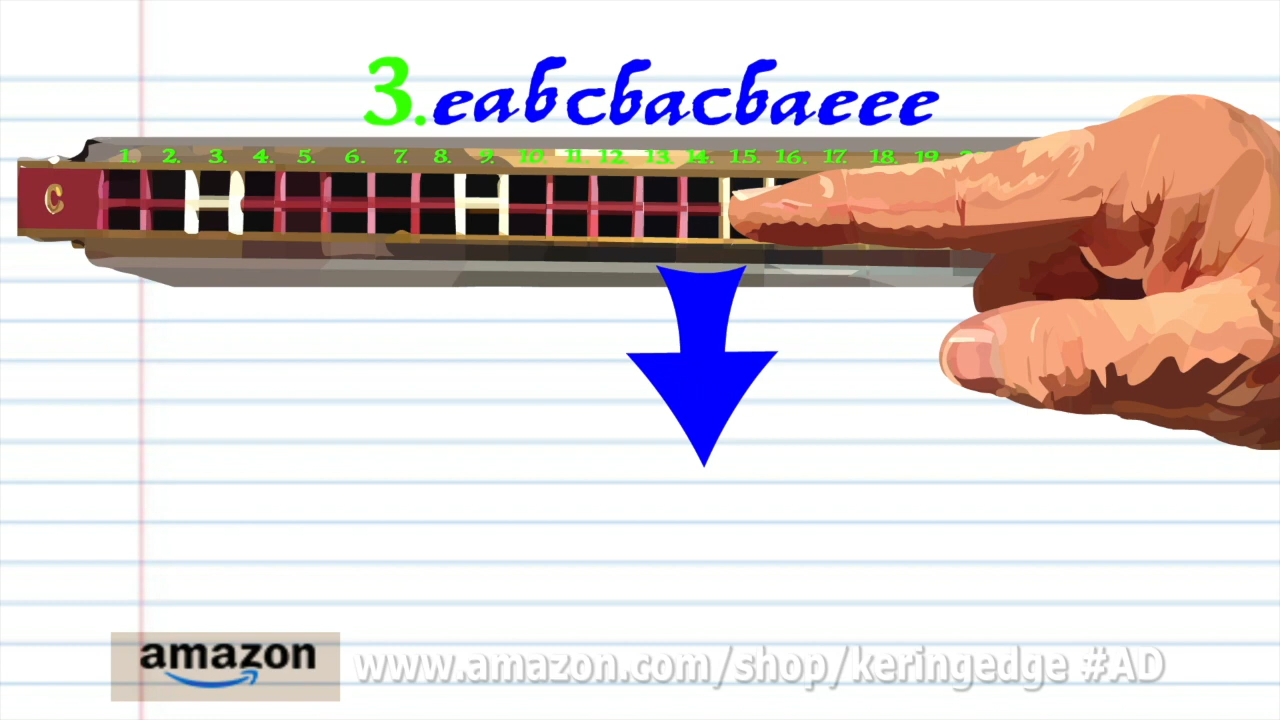 3.eabcbacbaeee
1. 2. 3. 4. 5. 6. 7. 8. 9. 10. 11. 12. 13. 14. 15. 16. 17. 18. 19.
C
amazon www.amazon.com/shop/keringedge #AD